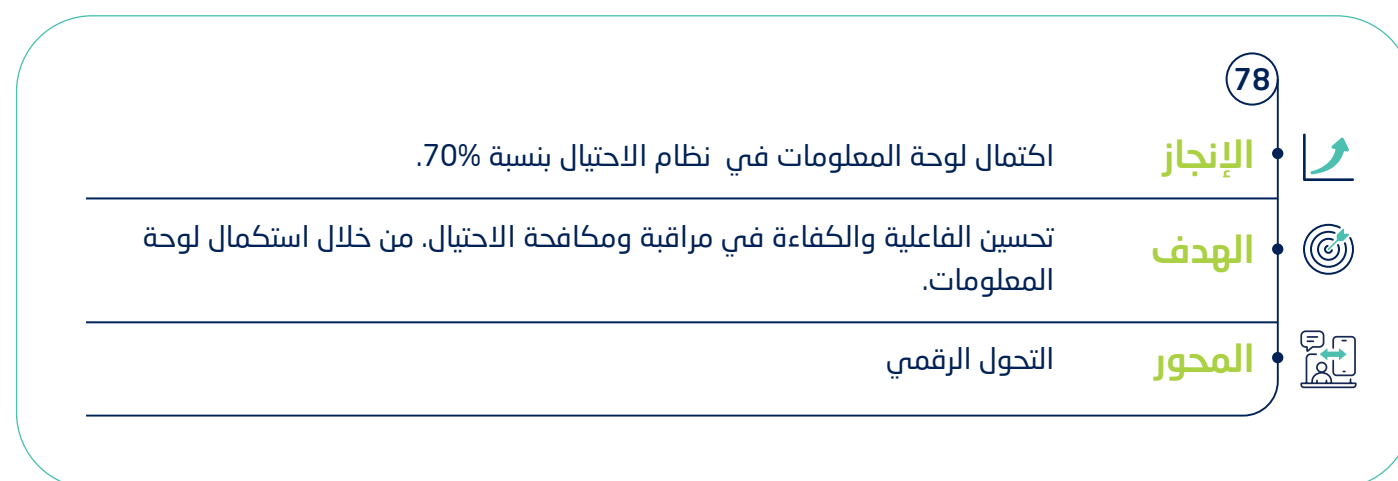 78
الإنجاز
اكتمال لوحة المعلومات في نظام الاحتيال بنسبة 70%.
الهدف
تحسين الفاعلية والكفاءة في مراقبة ومكافحة الاحتيال. من خلال استكمال لوحة
المعلومات.
المحور
التحول الرقمي